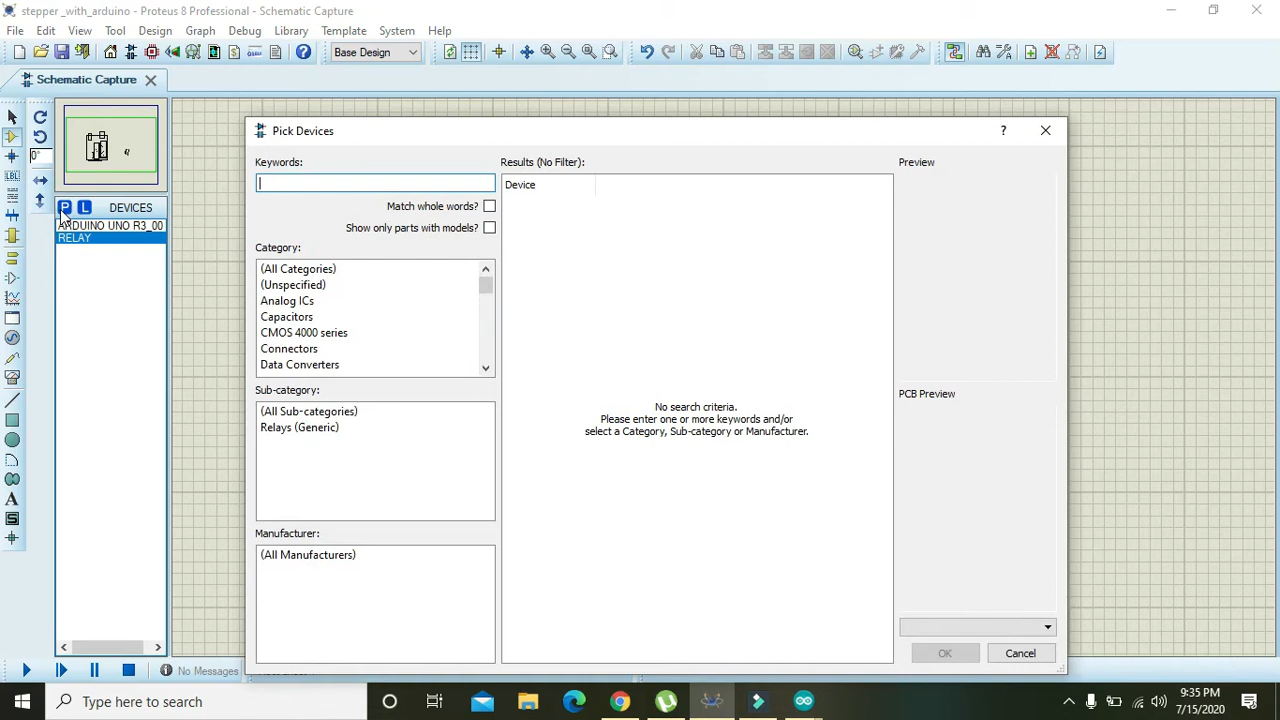 stepper _with_arduino - Proteus 8 Professional - Schematic Capture
File Edit View Tool Design Graph Debug Library Template System Help
Base Design
Schematic Capture
Pick Devices
?
Keywords:
Results (No Filter):
Preview
Device
0°
Match whole words?
P L DEVICES
Show only parts with models?
ARDUINO UNO R3_00
RELAY
Category:
(All Categories)
(Unspecified)
Analog ICs
Capacitors
CMOS 4000 series
Connectors
Data Converters
Sub-category:
PCB Preview
(All Sub-categories)
Relays (Generic)
No search criteria.
Please enter one or more keywords and/or
select a Category, Sub-category or Manufacturer.
Manufacturer:
(All Manufacturers)
OK
Cancel
No Messages
Type here to search
9:35 PM
7/15/2020